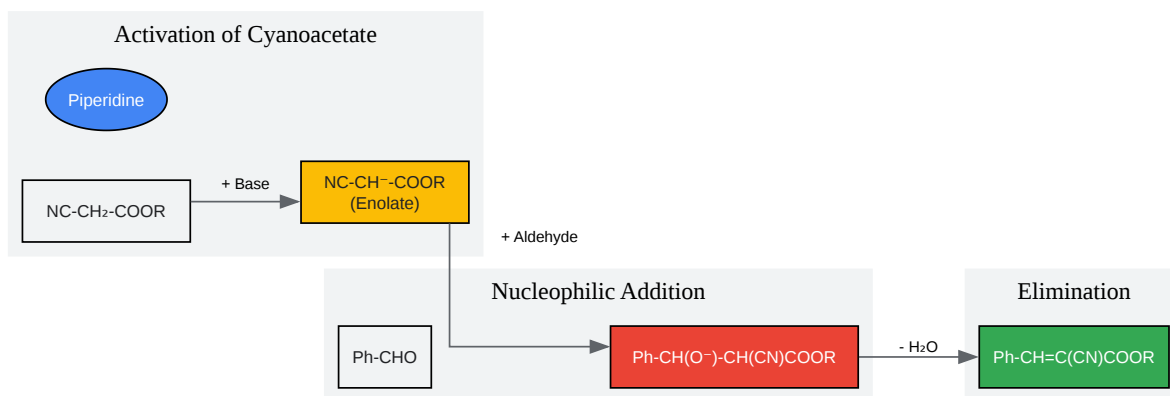 Activation of Cyanoacetate
Piperidine
NC-CH₂-COOR
+ Base
NC-CH⁻-COOR
(Enolate)
+ Aldehyde
Nucleophilic Addition
Ph-CHO
Ph-CH(O⁻)-CH(CN)COOR
- H₂O
Elimination
Ph-CH=C(CN)COOR